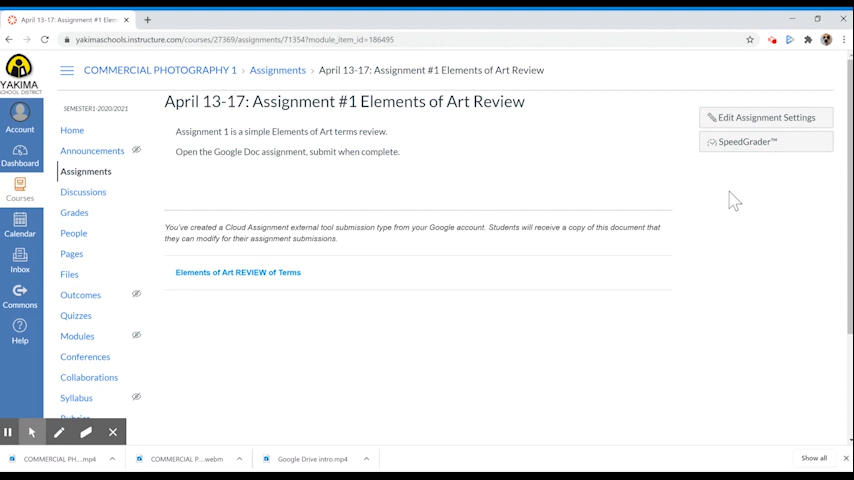 April 13-17: Assignment #1 Elem
yakimaschools.instructure.com/courses/27369/assignments/71354?module_item_id=186495
YAKIMA
SCHOOL DISTRICT
COMMERCIAL PHOTOGRAPHY 1 > Assignments > April 13-17: Assignment #1 Elements of Art Review
SEMESTER1-2020/2021
April 13-17: Assignment #1 Elements of Art Review
Edit Assignment Settings
SpeedGrader™
Assignment 1 is a simple Elements of Art terms review.
Open the Google Doc assignment, submit when complete.
You've created a Cloud Assignment external tool submission type from your Google account. Students will receive a copy of this document that
they can modify for their assignment submissions.
Elements of Art REVIEW of Terms
Account
Dashboard
Courses
Calendar
Inbox
Commons
Help
Home
Announcements
Assignments
Discussions
Grades
People
Pages
Files
Outcomes
Quizzes
Modules
Conferences
Collaborations
Syllabus
Rubrics
COMMERCIAL PH....mp4
COMMERCIAL P....webm
Google Drive intro.mp4
Show all